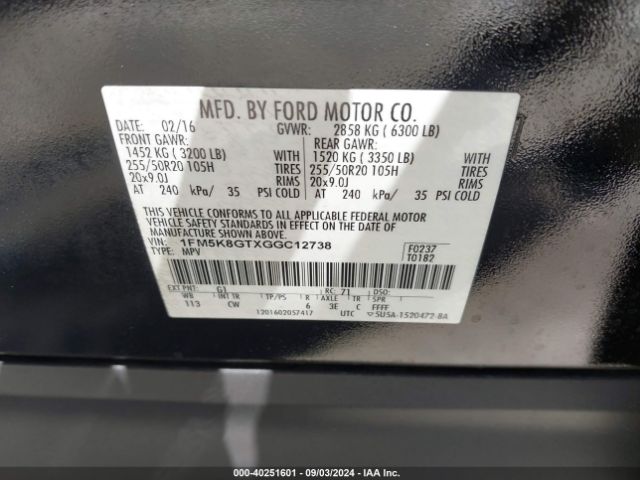 MFD. BY FORD MOTOR CO.
DATE: 02/16 GVWR: 2858 KG ( 6300 LB)
FRONT GAWR: REAR GAWR:
1452 KG ( 3200 LB) WITH 1520 KG ( 3350 LB) WITH
255/50R20 105H TIRES 255/50R20 105H TIRES
20x9.0J RIMS 20x9.0J RIMS
AT 240 kPa/ 35 PSI COLD AT 240 kPa/ 35 PSI COLD
THIS VEHICLE CONFORMS TO ALL APPLICABLE FEDERAL MOTOR
VEHICLE SAFETY STANDARDS IN EFFECT ON THE DATE OF
MANUFACTURE SHOWN ABOVE.
VIN: 1FM5K8GTXGGC12738 F0237
TYPE: MPV T0182
EXT PNT: G1 RC: 71 DSO:
WB INT TR TP/PS R AXLE TR SPR
113 CW 6 3E C FFFF
1201602057417 UTC ▽5U5A-1520472-BA
000-40251601 - 09/03/2024 - IAA Inc.